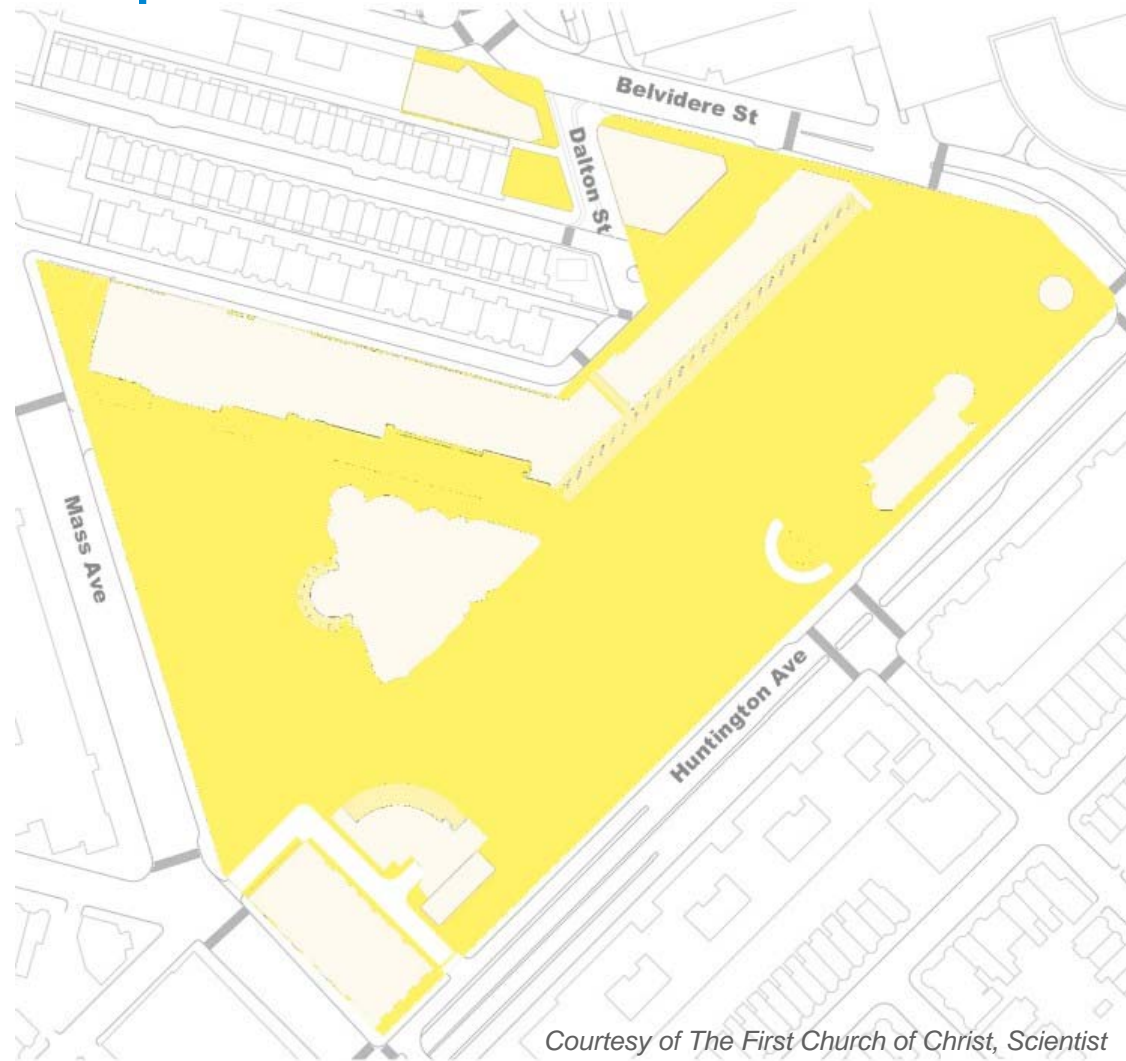 Belvidere St
Dalton St
Mass Ave
Huntington Ave
Courtesy of The First Church of Christ, Scientist